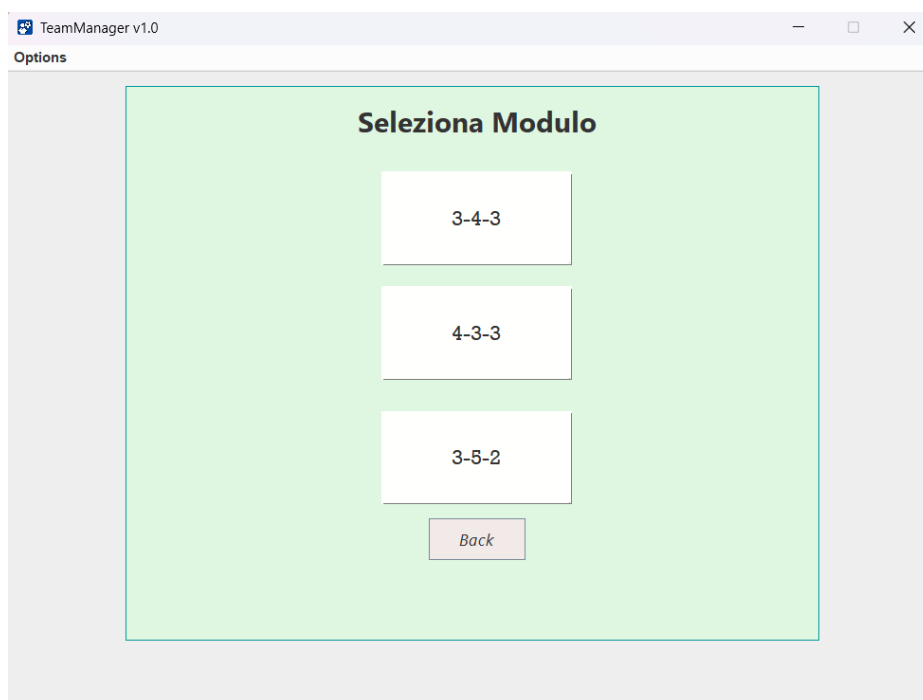 TeamManager v1.0
Options
Seleziona Modulo
3-4-3
4-3-3
3-5-2
Back